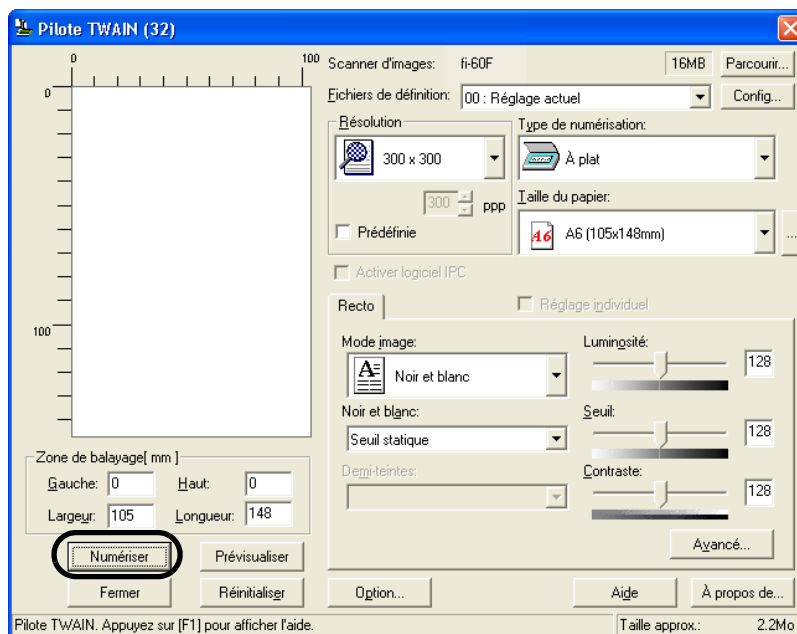 Pilote TWAIN (32)
0 100
0
100
Scanner d'images: fi-60F 16MB Parcourir...
Fichiers de définition: 00 : Réglage actuel Config...
Résolution
300 x 300
300 ppp
Prédéfinie
Type de numérisation:
À plat
Taille du papier:
A6 A6 (105x148mm) ...
Activer logiciel IPC
Recto
Réglage individuel
Mode image:
A Noir et blanc
Noir et blanc:
Seuil statique
Demi-teintes:
Luminosité:
128
Seuil:
128
Contraste:
128
Avancé...
Zone de balayage[ mm ]
Gauche: 0 Haut: 0
Largeur: 105 Longueur: 148
Numériser Prévisualiser
Fermer Réinitialiser Option... Aide À propos de...
Pilote TWAIN. Appuyez sur [F1] pour afficher l'aide. Taille approx.: 2.2Mo